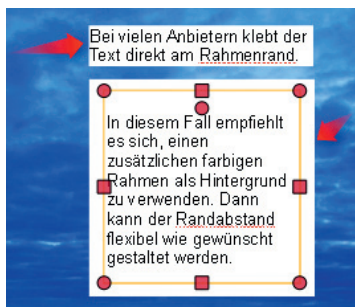 Bei vielen Anbietern klebt der
Text direkt am Rahmenrand.
In diesem Fall empfiehlt
es sich, einen
zusätzlichen farbigen
Rahmen als Hintergrund
zu verwenden. Dann
kann der Randabstand
flexibel wie gewünscht
gestaltet werden.